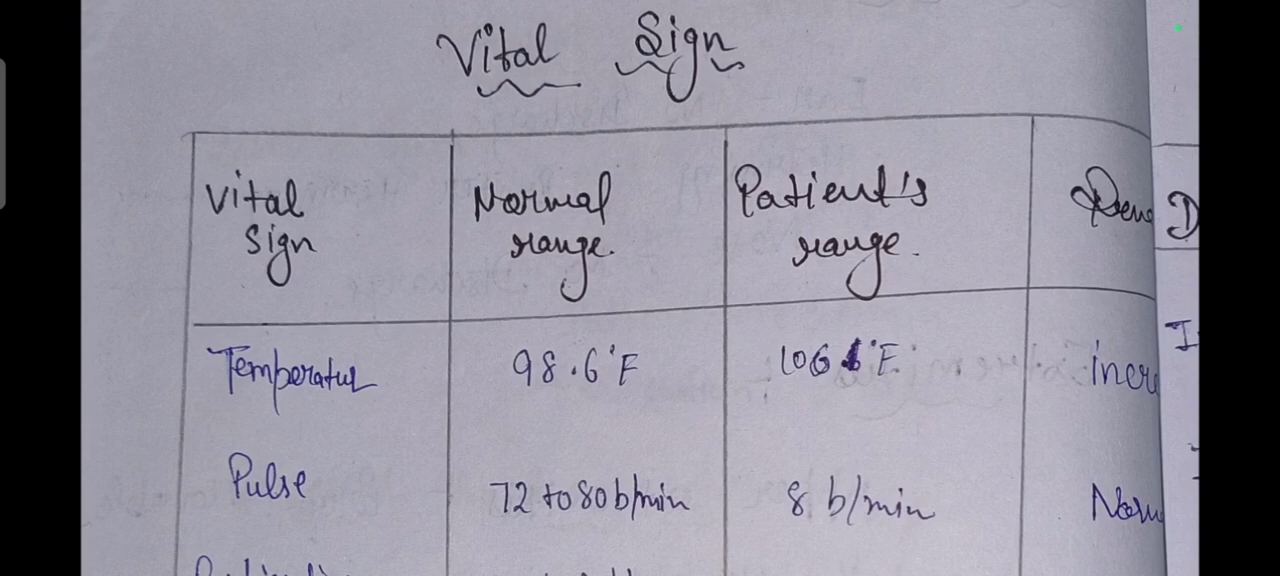 Vital Sign
Vital Sign
Normal range.
Patient's range.
Temperatur
98.6°F
106 °F.
incre
Pulse
72 to 80 b/min
8 b/min
Norm